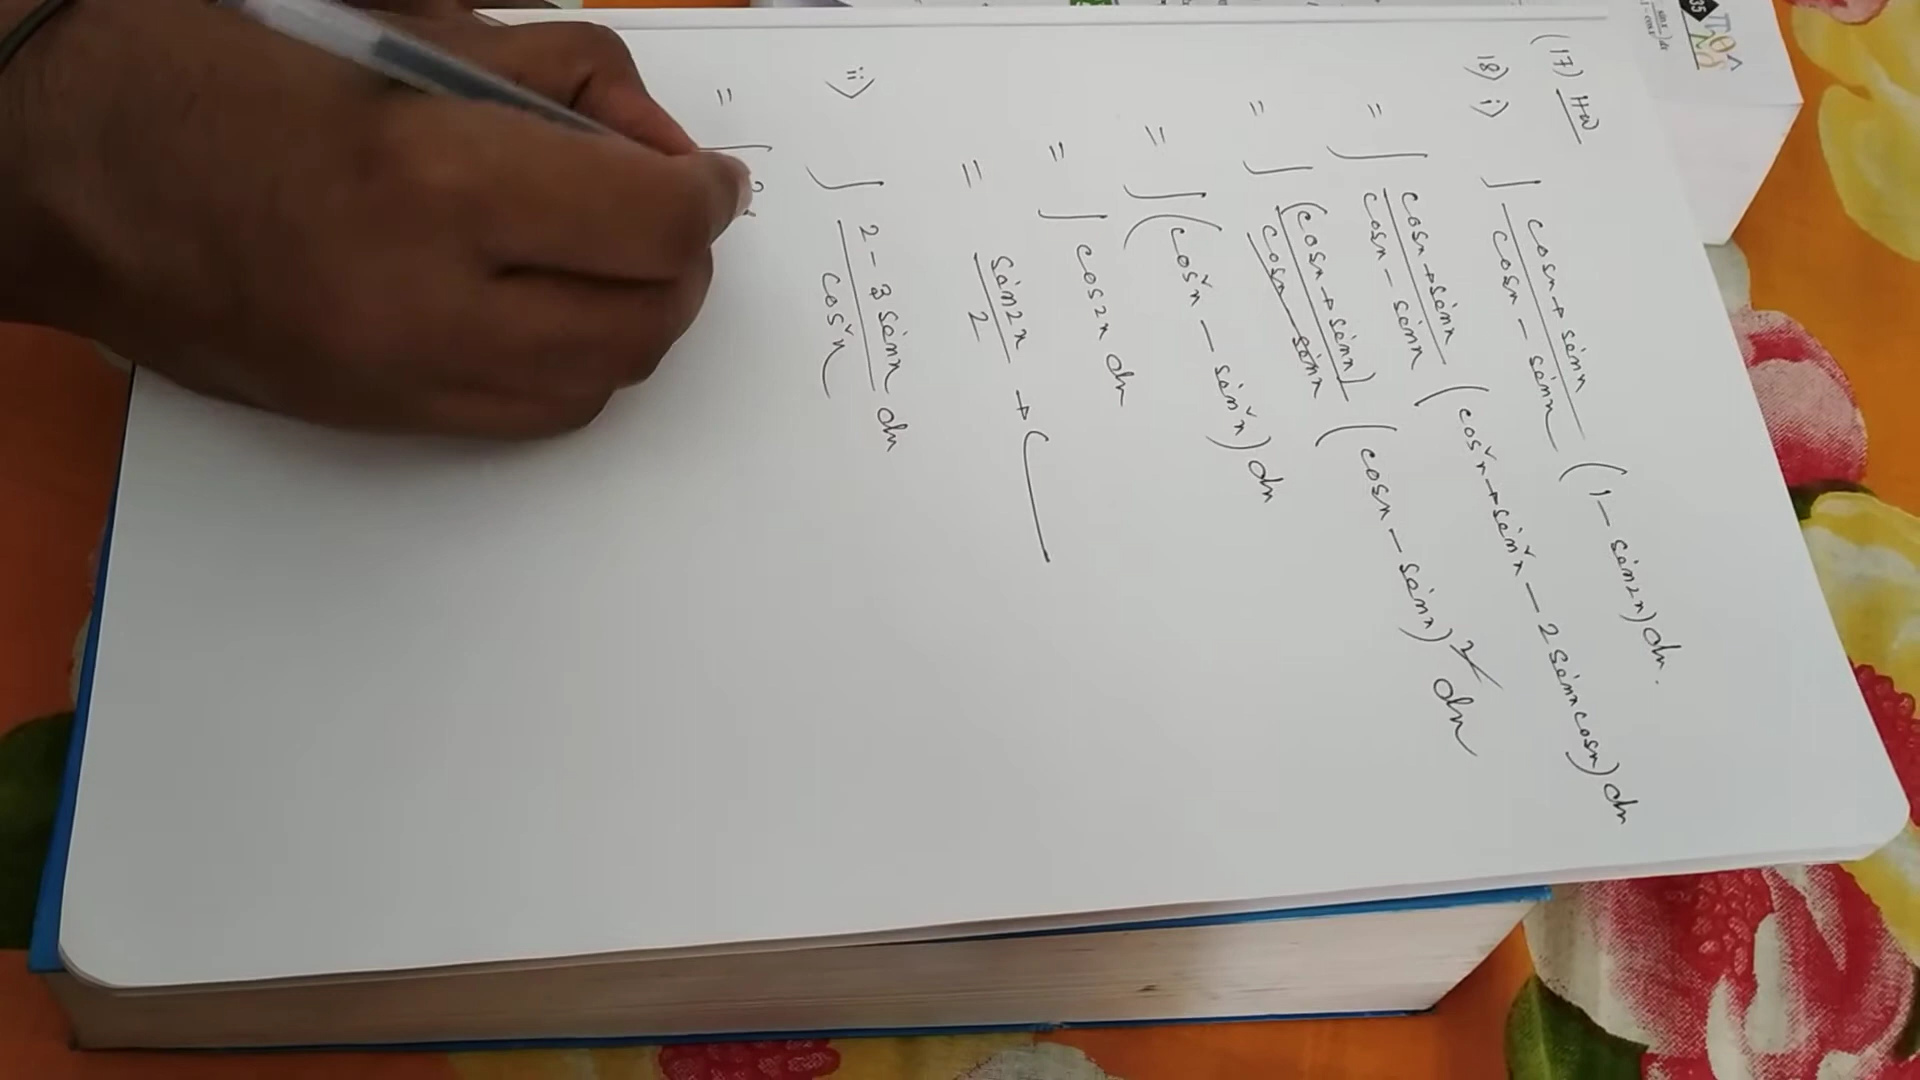 (17) HW
18) i) ∫ (cosx + sinx)/(cosx - sinx) (1 - sin2x) dx.
= ∫ (cosx + sinx)/(cosx - sinx) (cos²x + sin²x - 2 sinx cosx) dx
= ∫ (cosx + sinx)/(cosx - sinx) (cosx - sinx)² dx
= ∫ (cos²x - sin²x) dx
= ∫ cos2x dx
= sin2x/2 + C
ii) ∫ (2 - 3 sinx)/cos²x dx
= ∫
35